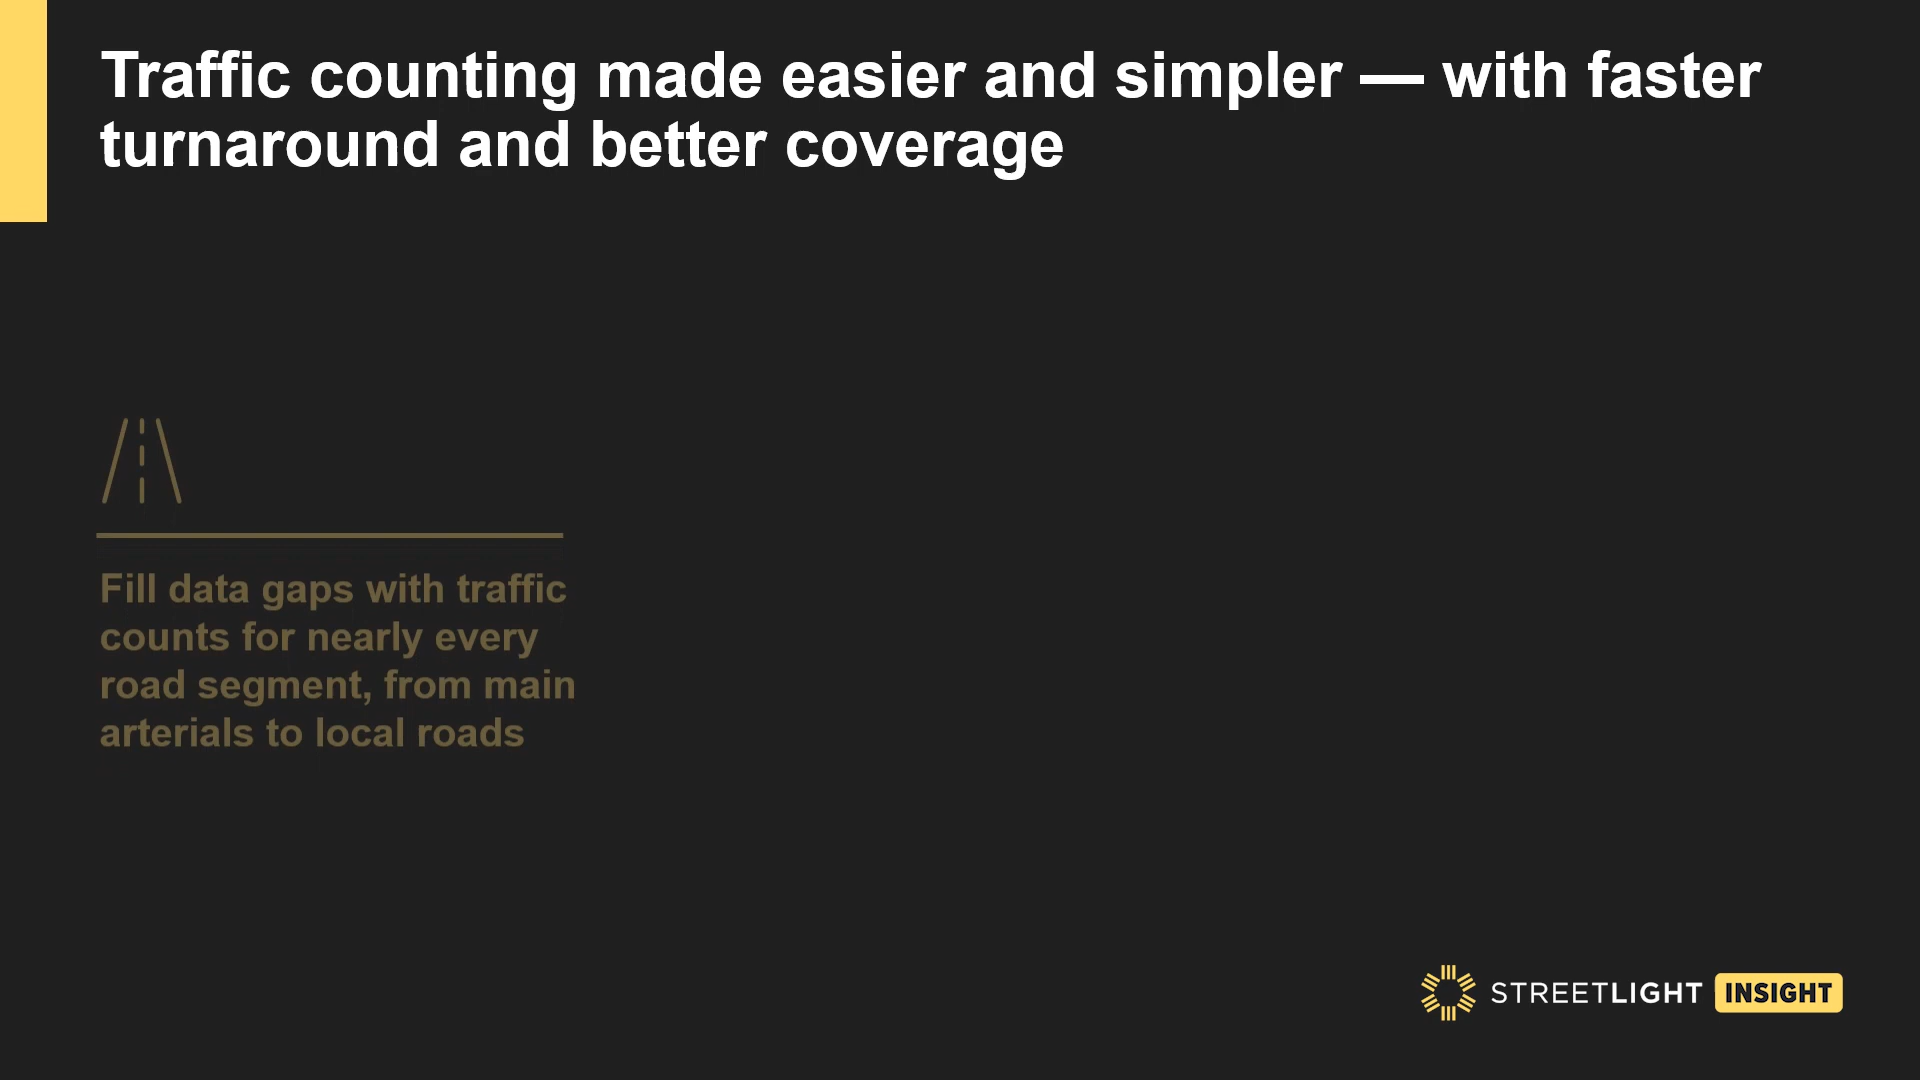 Traffic counting made easier and simpler — with faster
turnaround and better coverage
Fill data gaps with traffic
counts for nearly every
road segment, from main
arterials to local roads
STREETLIGHT INSIGHT